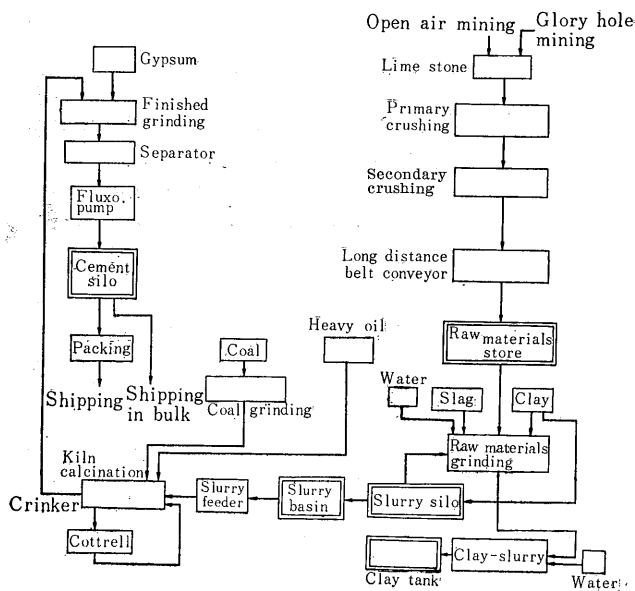 Open air mining
Glory hole
mining
Gypsum
Lime stone
Finished
grinding
Primary
crushing
Separator
Secondary
crushing
Fluxo.
pump
Cement
silo
Long distance
belt conveyor
Packing
Coal
Heavy oil
Raw materials
store
Shipping
Shipping
in bulk
Coal grinding
Water
Slag
Clay
Kiln
calcination
Raw materials
grinding
Crinker
Slurry
feeder
Slurry
basin
Slurry silo
Cottrell
Clay-slurry
Clay tank
Water